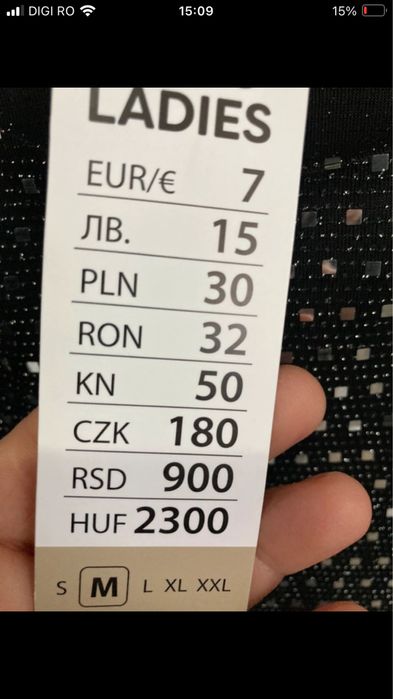 DIGI RO 15:09 15%
LADIES
EUR/€ 7
ЛВ. 15
PLN 30
RON 32
KN 50
CZK 180
RSD 900
HUF 2300
S M L XL XXL